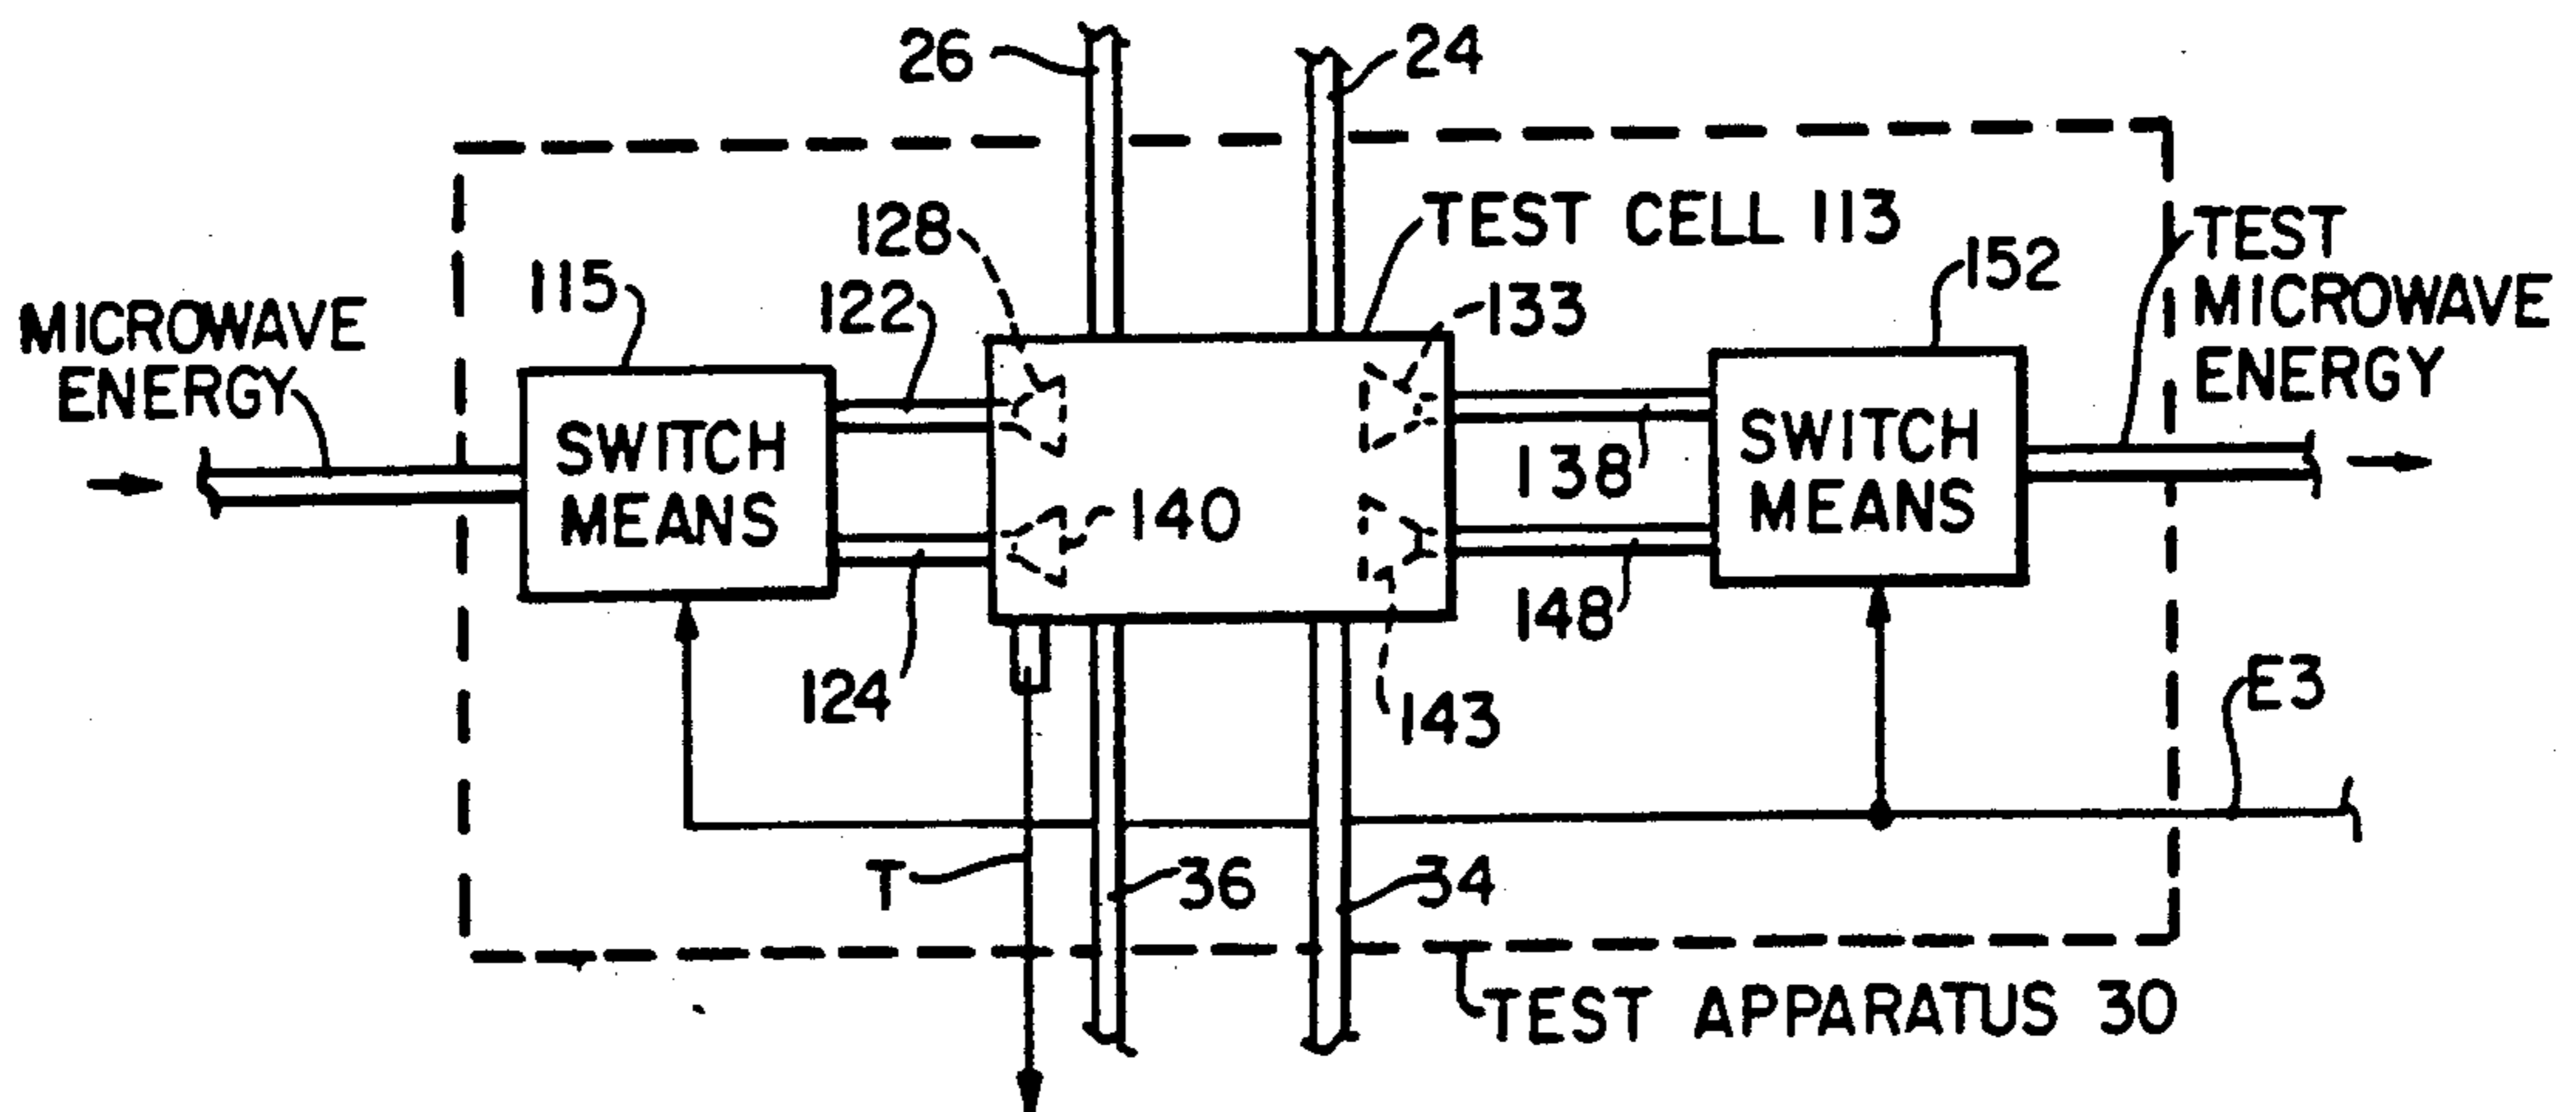 26
24
128
TEST CELL 113
115
122
133
152
TEST
MICROWAVE
ENERGY
MICROWAVE
ENERGY
SWITCH
MEANS
140
138
SWITCH
MEANS
124
148
143
E3
T
36
34
TEST APPARATUS 30